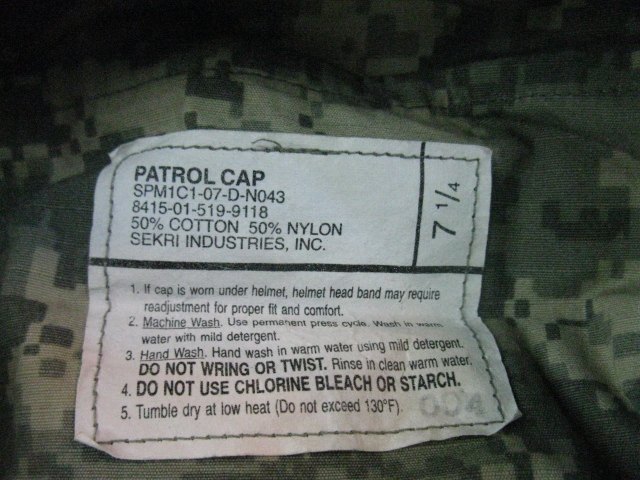 PATROL CAP
SPM1C1-07-D-N043
8415-01-519-9118
50% COTTON 50% NYLON
SEKRI INDUSTRIES, INC.
7 1/4
1. If cap is worn under helmet, helmet head band may require
readjustment for proper fit and comfort.
2. Machine Wash. Use permanent press cycle. Wash in warm
water with mild detergent.
3. Hand Wash. Hand wash in warm water using mild detergent.
DO NOT WRING OR TWIST. Rinse in clean warm water.
4. DO NOT USE CHLORINE BLEACH OR STARCH.
5. Tumble dry at low heat (Do not exceed 130°F).
004